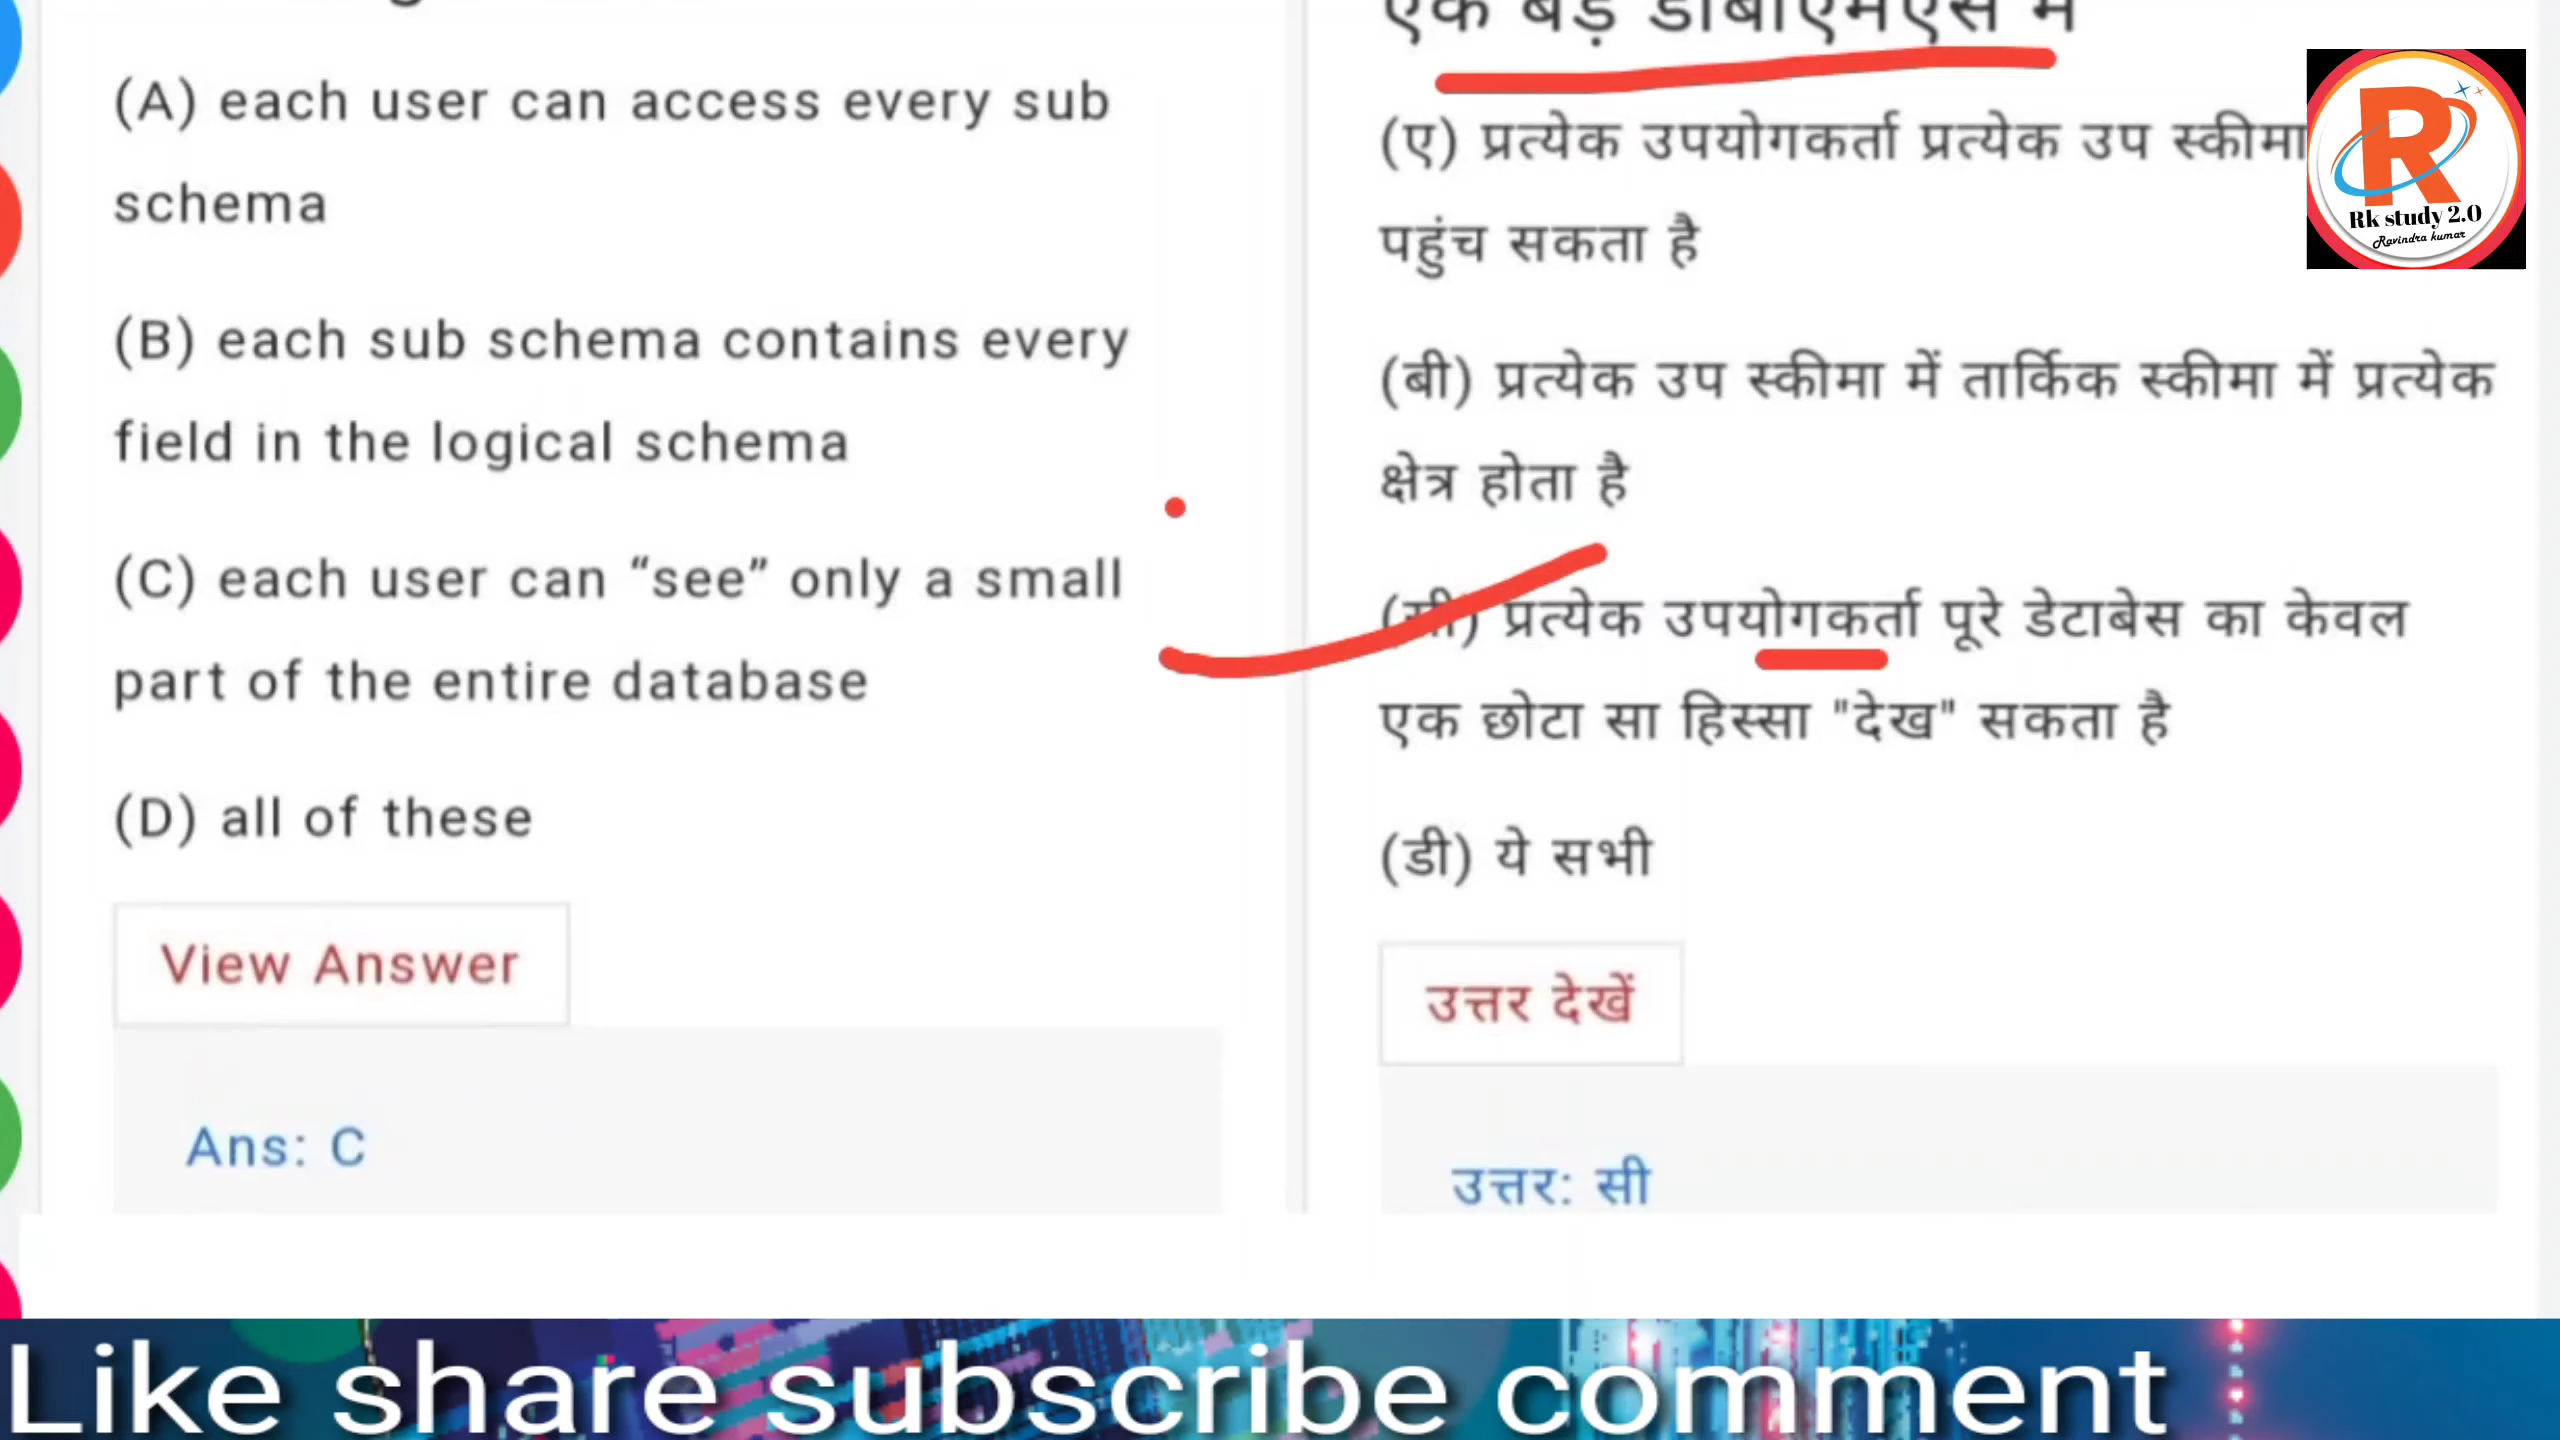 (A) each user can access every sub
schema
(B) each sub schema contains every
field in the logical schema
(C) each user can “see” only a small
part of the entire database
(D) all of these
View Answer
Ans: C
एक बड़े डीबीएमएस में
(ए) प्रत्येक उपयोगकर्ता प्रत्येक उप स्कीमा
पहुंच सकता है
(बी) प्रत्येक उप स्कीमा में तार्किक स्कीमा में प्रत्येक
क्षेत्र होता है
(सी) प्रत्येक उपयोगकर्ता पूरे डेटाबेस का केवल
एक छोटा सा हिस्सा "देख" सकता है
(डी) ये सभी
उत्तर देखें
उत्तर: सी
R
Rk study 2.0
Ravindra kumar
Like share subscribe comment